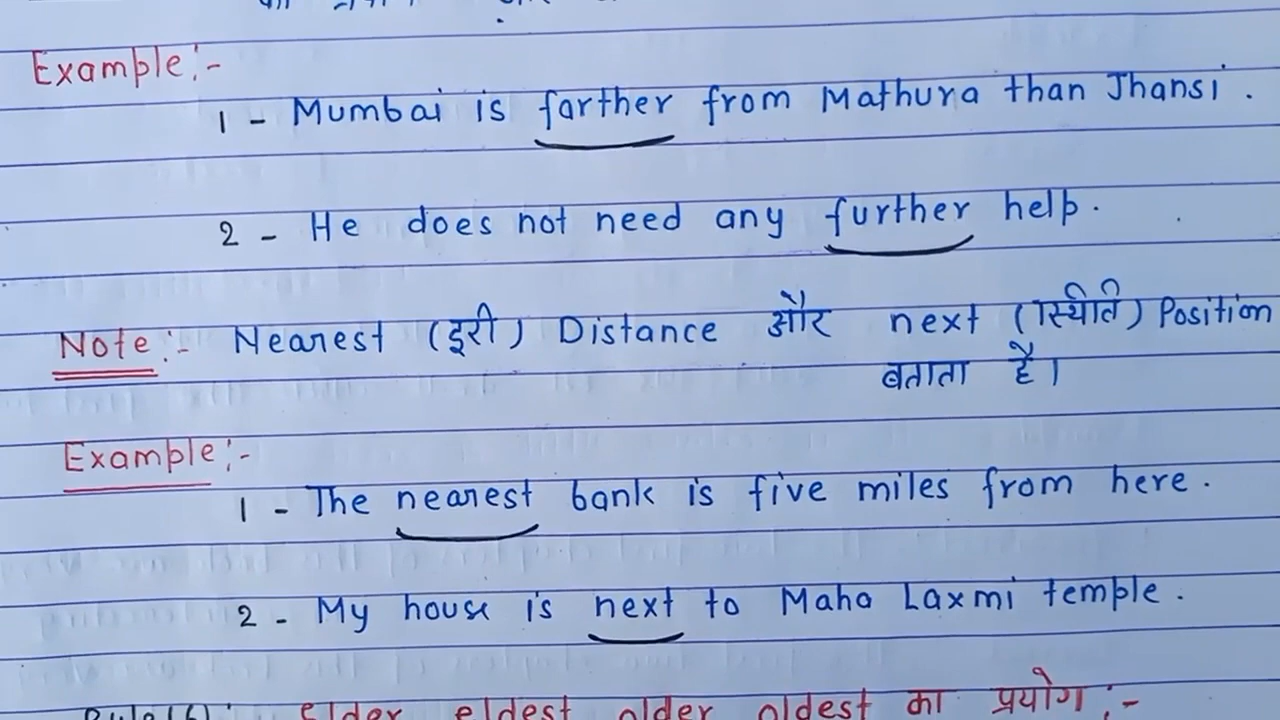 Example:-
1 - Mumbai is farther from Mathura than Jhansi.
2 - He does not need any further help.
Note:- Nearest (दूरी) Distance और next (स्थिति) Position
बताता है।
Example:-
1 - The nearest bank is five miles from here.
2 - My house is next to Maha Laxmi temple.
Rule(6): elder eldest older oldest का प्रयोग :-